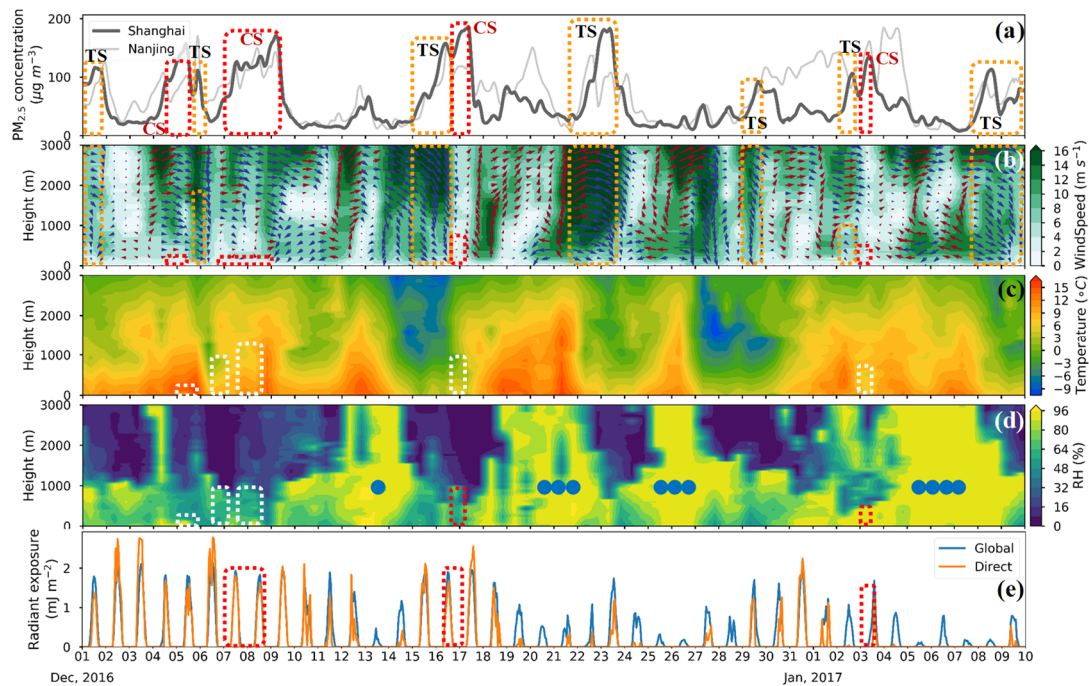 200
Shanghai
Nanjing
TS
TS
CS
CS
TS
CS
TS
TS
TS
CS
TS
(a)
100
0
PM2.5 concentration
(μg m−3)
3000
2000
1000
0
Height (m)
(b)
16
14
12
10
8
6
4
2
0
WindSpeed (m s−1)
3000
2000
1000
0
Height (m)
(c)
15
12
9
6
3
0
−3
−6
−9
Temperature (∘C)
3000
2000
1000
0
Height (m)
(d)
96
80
64
48
32
16
0
RH (%)
2
1
0
Radiant exposure
(mJ m−2)
Global
Direct
(e)
01 02 03 04 05 06 07 08 09 10 11 12 13 14 15 16 17 18 19 20 21 22 23 24 25 26 27 28 29 30 31 01 02 03 04 05 06 07 08 09 10
Dec, 2016 Jan, 2017